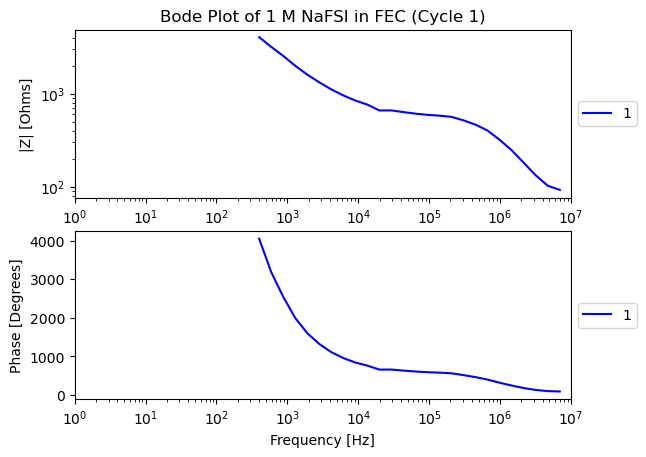 Bode Plot of 1 M NaFSI in FEC (Cycle 1)
|Z| [Ohms]
10³
10²
10⁰ 10¹ 10² 10³ 10⁴ 10⁵ 10⁶ 10⁷
1
Phase [Degrees]
4000
3000
2000
1000
0
10⁰ 10¹ 10² 10³ 10⁴ 10⁵ 10⁶ 10⁷
1
Frequency [Hz]